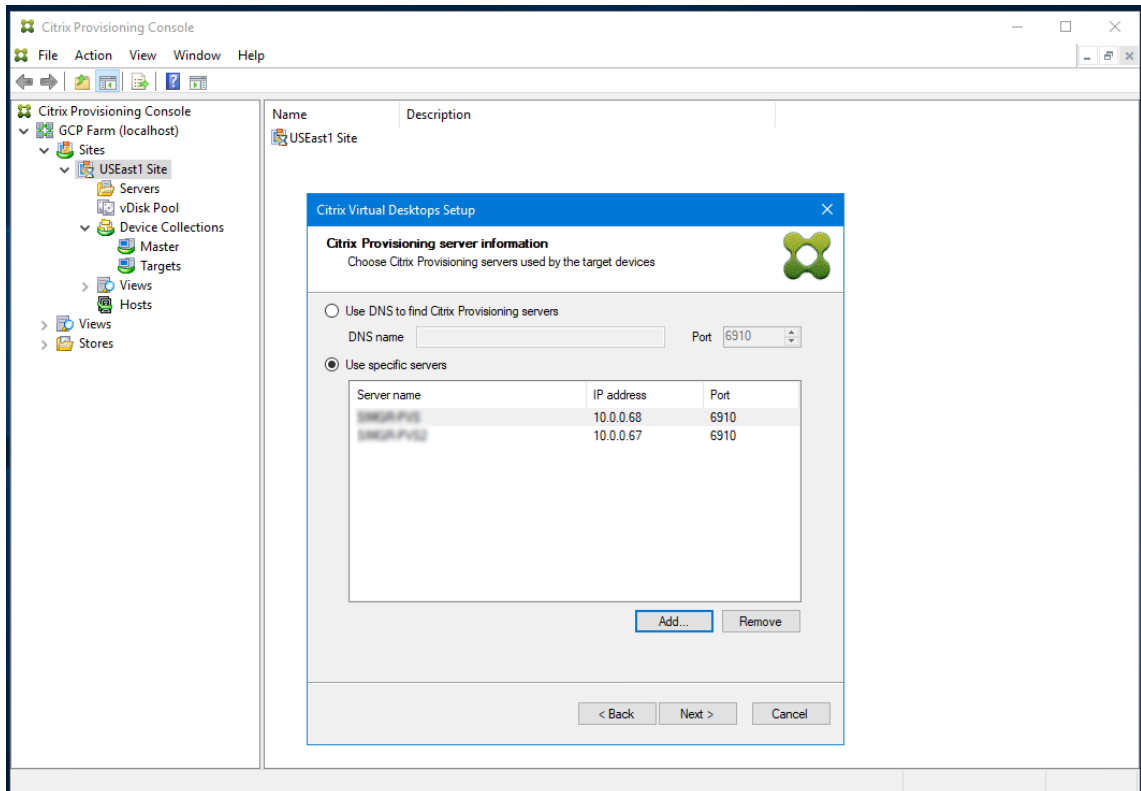 Citrix Provisioning Console
File Action View Window Help
Citrix Provisioning Console
GCP Farm (localhost)
Sites
USEast1 Site
Servers
vDisk Pool
Device Collections
Master
Targets
Views
Hosts
Views
Stores
Name Description
USEast1 Site
Citrix Virtual Desktops Setup
Citrix Provisioning server information
Choose Citrix Provisioning servers used by the target devices
Use DNS to find Citrix Provisioning servers
DNS name Port 6910
Use specific servers
Server name IP address Port
10.0.0.68 6910
10.0.0.67 6910
Add... Remove
< Back Next > Cancel